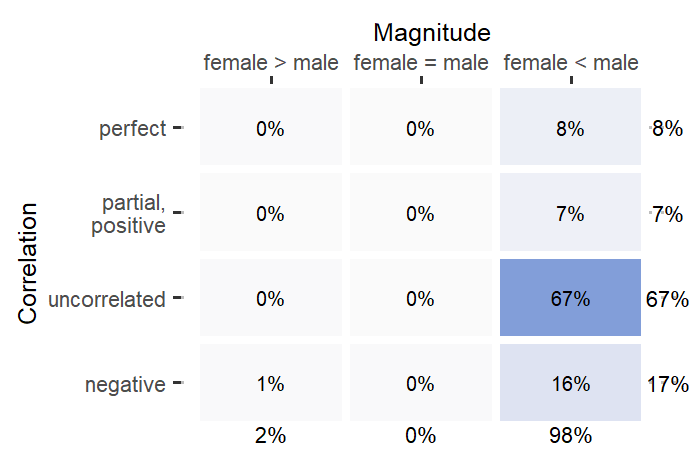 Magnitude
female > male female = male female < male
perfect 0% 0% 8% 8%
partial,
positive 0% 0% 7% 7%
Correlation
uncorrelated 0% 0% 67% 67%
negative 1% 0% 16% 17%
2% 0% 98%